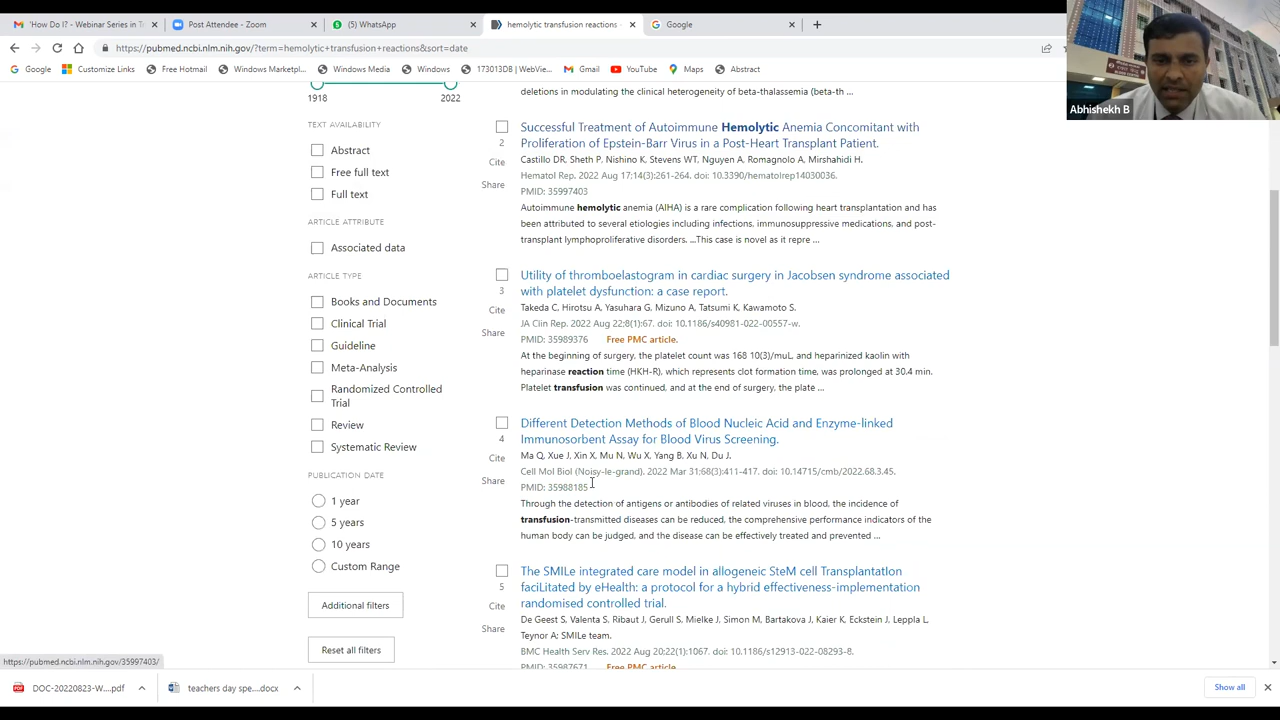 'How Do I?' - Webinar Series in Tr
Post Attendee - Zoom
(5) WhatsApp
hemolytic transfusion reactions -
Google
https://pubmed.ncbi.nlm.nih.gov/?term=hemolytic+transfusion+reactions&sort=date
Google
Customize Links
Free Hotmail
Windows Marketpl...
Windows Media
Windows
173013DB | WebVie...
Gmail
YouTube
Maps
Abstract
Abhishekh B
1918
2022
TEXT AVAILABILITY
Abstract
Free full text
Full text
ARTICLE ATTRIBUTE
Associated data
ARTICLE TYPE
Books and Documents
Clinical Trial
Guideline
Meta-Analysis
Randomized Controlled
Trial
Review
Systematic Review
PUBLICATION DATE
1 year
5 years
10 years
Custom Range
Additional filters
Reset all filters
deletions in modulating the clinical heterogeneity of beta-thalassemia (beta-th ...
2
Cite
Share
Successful Treatment of Autoimmune Hemolytic Anemia Concomitant with
Proliferation of Epstein-Barr Virus in a Post-Heart Transplant Patient.
Castillo DR, Sheth P, Nishino K, Stevens WT, Nguyen A, Romagnolo A, Mirshahidi H.
Hematol Rep. 2022 Aug 17;14(3):261-264. doi: 10.3390/hematolrep14030036.
PMID: 35997403
Autoimmune hemolytic anemia (AIHA) is a rare complication following heart transplantation and has
been attributed to several etiologies including infections, immunosuppressive medications, and post-
transplant lymphoproliferative disorders. ...This case is novel as it repre ...
3
Cite
Share
Utility of thromboelastogram in cardiac surgery in Jacobsen syndrome associated
with platelet dysfunction: a case report.
Takeda C, Hirotsu A, Yasuhara G, Mizuno A, Tatsumi K, Kawamoto S.
JA Clin Rep. 2022 Aug 22;8(1):67. doi: 10.1186/s40981-022-00557-w.
PMID: 35989376 Free PMC article.
At the beginning of surgery, the platelet count was 168 10(3)/muL, and heparinized kaolin with
heparinase reaction time (HKH-R), which represents clot formation time, was prolonged at 30.4 min.
Platelet transfusion was continued, and at the end of surgery, the plate ...
4
Cite
Share
Different Detection Methods of Blood Nucleic Acid and Enzyme-linked
Immunosorbent Assay for Blood Virus Screening.
Ma Q, Xue J, Xin X, Mu N, Wu X, Yang B, Xu N, Du J.
Cell Mol Biol (Noisy-le-grand). 2022 Mar 31;68(3):411-417. doi: 10.14715/cmb/2022.68.3.45.
PMID: 35988185
Through the detection of antigens or antibodies of related viruses in blood, the incidence of
transfusion-transmitted diseases can be reduced, the comprehensive performance indicators of the
human body can be judged, and the disease can be effectively treated and prevented ...
5
Cite
Share
The SMILe integrated care model in allogeneic SteM cell TransplantatIon
faciLitated by eHealth: a protocol for a hybrid effectiveness-implementation
randomised controlled trial.
De Geest S, Valenta S, Ribaut J, Gerull S, Mielke J, Simon M, Bartakova J, Kaier K, Eckstein J, Leppla L,
Teynor A; SMILe team.
BMC Health Serv Res. 2022 Aug 20;22(1):1067. doi: 10.1186/s12913-022-08293-8.
PMID: 35987671 Free PMC article.
https://pubmed.ncbi.nlm.nih.gov/35997403/
DOC-20220823-W....pdf
teachers day spe....docx
Show all